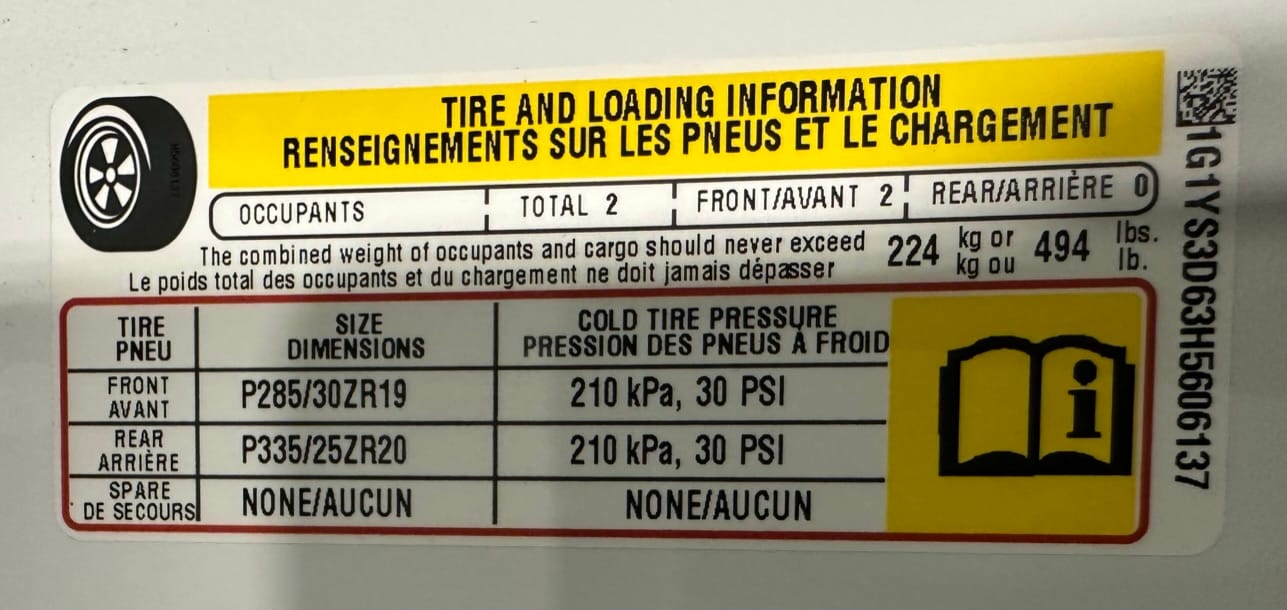 TIRE AND LOADING INFORMATION
RENSEIGNEMENTS SUR LES PNEUS ET LE CHARGEMENT
OCCUPANTS TOTAL 2 FRONT/AVANT 2 REAR/ARRIÈRE 0
The combined weight of occupants and cargo should never exceed 224 kg or 494 lbs.
Le poids total des occupants et du chargement ne doit jamais dépasser kg ou lb.
TIRE SIZE COLD TIRE PRESSURE
PNEU DIMENSIONS PRESSION DES PNEUS À FROID
FRONT
AVANT P285/30ZR19 210 kPa, 30 PSI
REAR
ARRIÈRE P335/25ZR20 210 kPa, 30 PSI
SPARE
DE SECOURS NONE/AUCUN NONE/AUCUN
i
1G1YS3D63H5606137